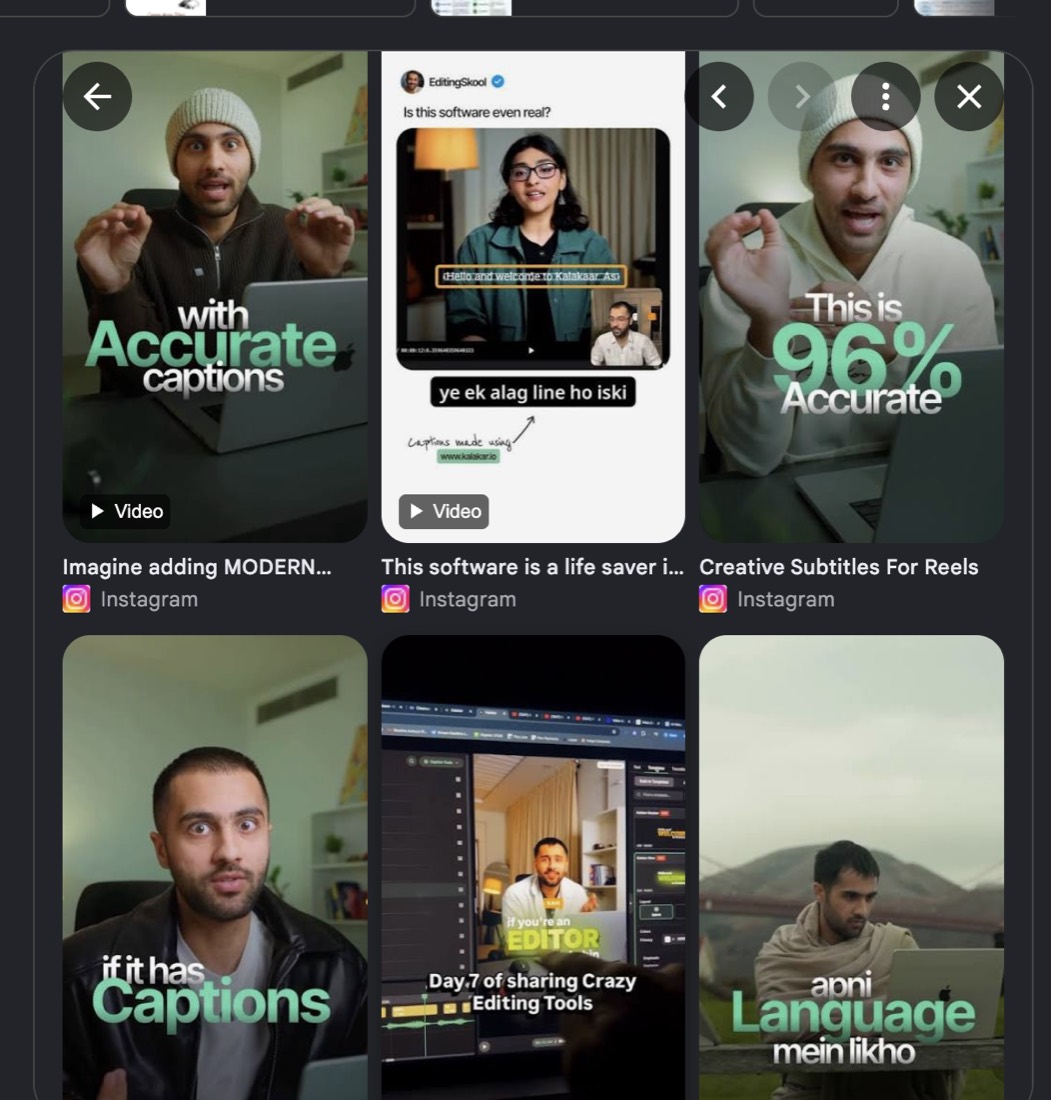 with
Accurate
captions
Video
EditingSkool
Is this software even real?
Hello and welcome to Kalakaar. As
ye ek alag line ho iski
Captions made using
www.kalakar.io
Video
This is
96%
Accurate
Imagine adding MODERN...
Instagram
This software is a life saver i...
Instagram
Creative Subtitles For Reels
Instagram
if it has
Captions
if you're an
EDITOR
Day 7 of sharing Crazy
Editing Tools
apni
Language
mein likho